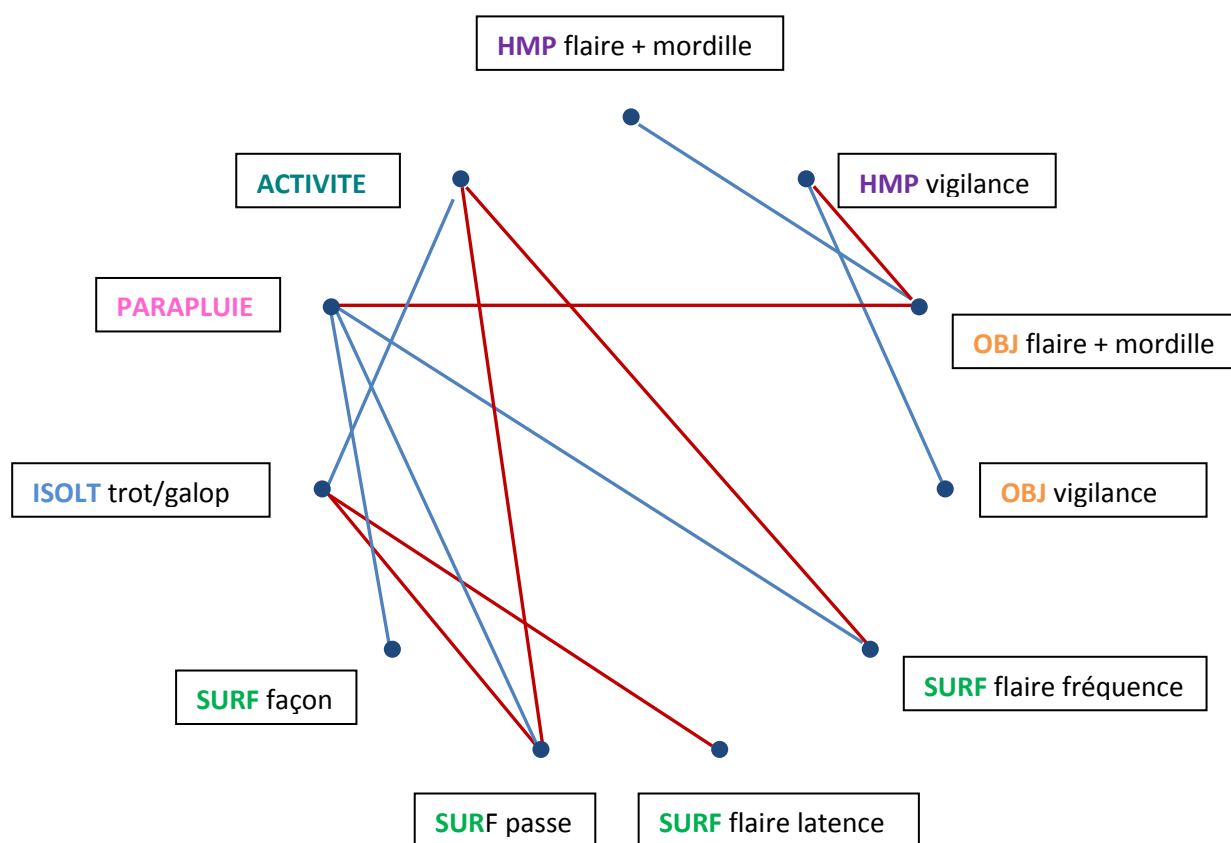 HMP flaire + mordille
ACTIVITE
HMP vigilance
PARAPLUIE
OBJ flaire + mordille
ISOLT trot/galop
OBJ vigilance
SURF façon
SURF flaire fréquence
SURF passe
SURF flaire latence